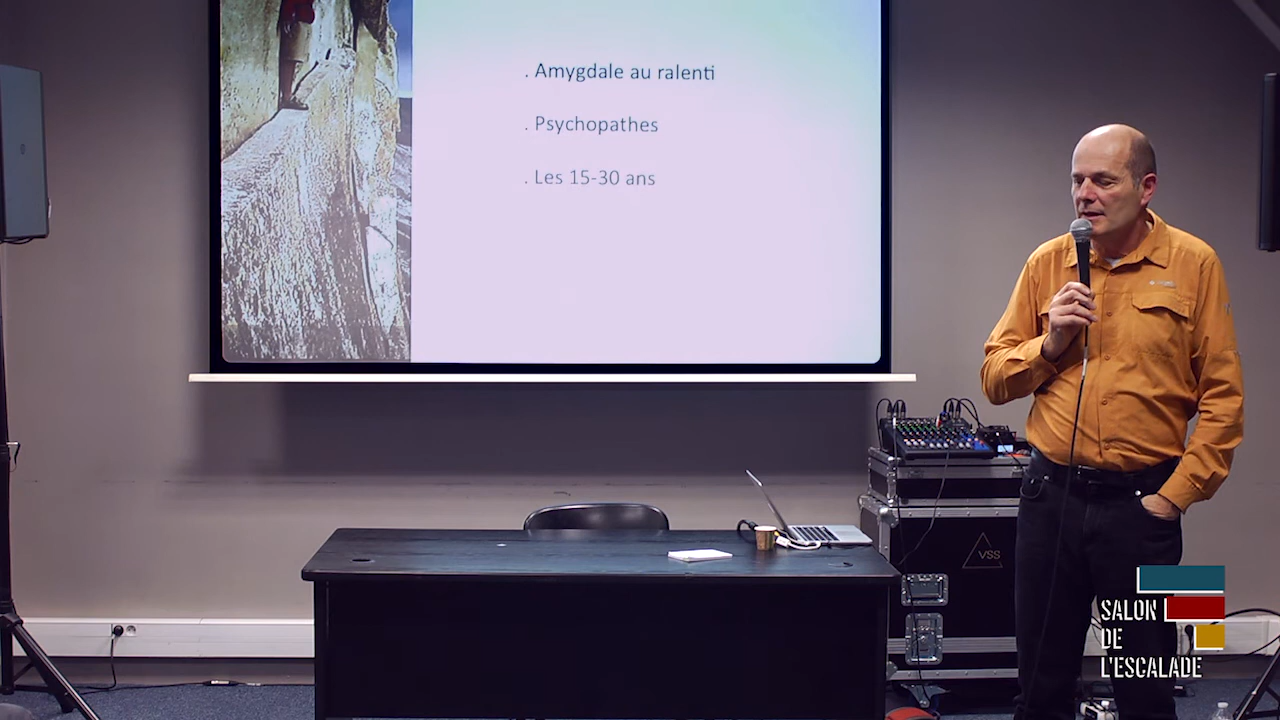 . Amygdale au ralenti
. Psychopathes
. Les 15-30 ans
VSS
SALON
DE
L'ESCALADE